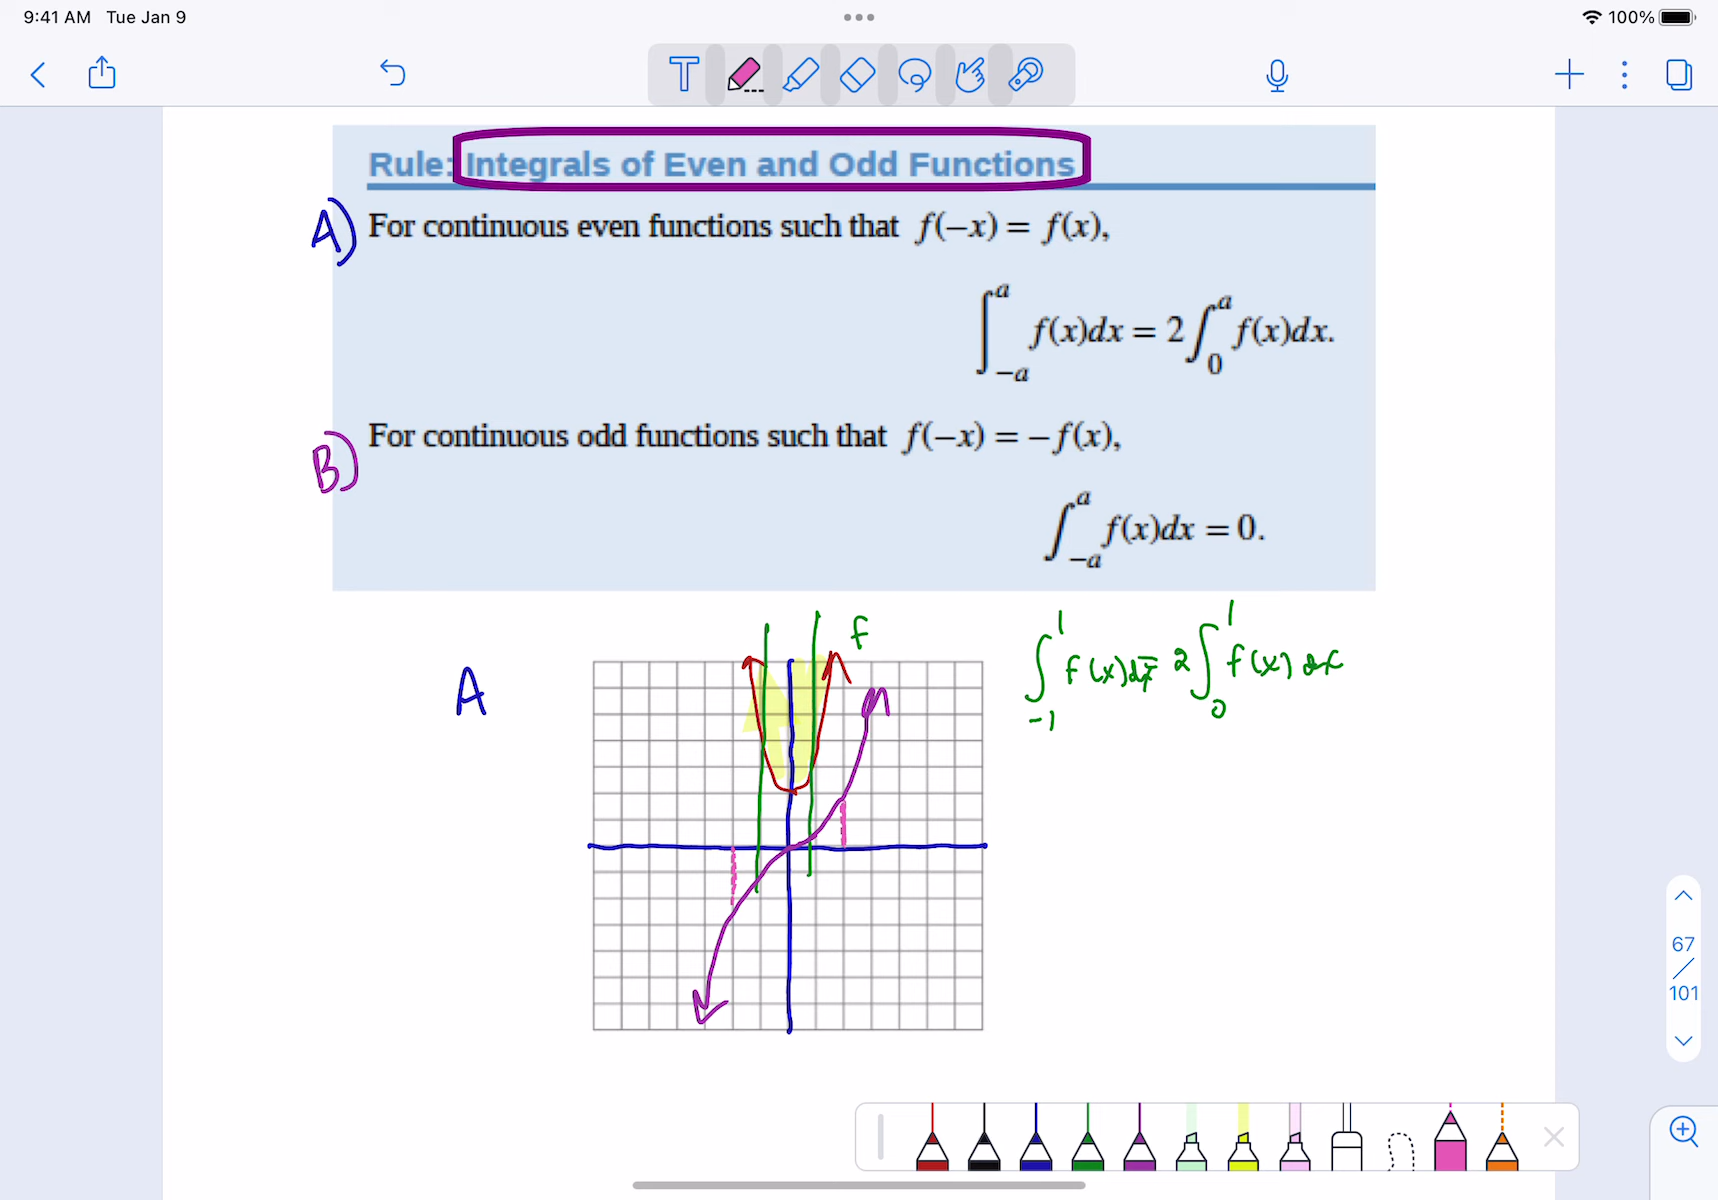 9:41 AM Tue Jan 9
100%
Rule: Integrals of Even and Odd Functions
A) For continuous even functions such that f(−x) = f(x),
∫_{−a}^{a} f(x)dx = 2∫_{0}^{a} f(x)dx.
B) For continuous odd functions such that f(−x) = −f(x),
∫_{−a}^{a} f(x)dx = 0.
A
f
∫_{-1}^{1} f(x)dx = 2∫_{0}^{1} f(x) dx
67
/
101